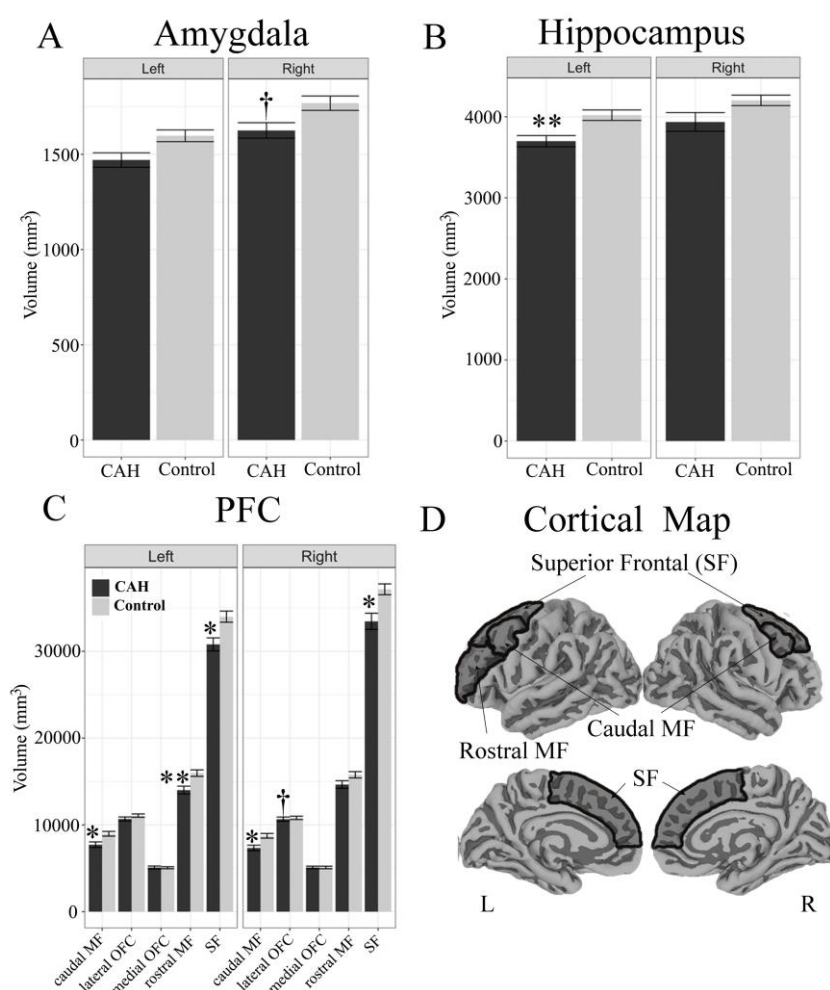 A Amygdala
Left Right
†
Volume (mm³)
1500
1000
500
0
CAH Control CAH Control
B Hippocampus
Left Right
**
Volume (mm³)
4000
3000
2000
1000
0
CAH Control CAH Control
C PFC
Left Right
CAH
Control
* ** *
* † *
Volume (mm³)
30000
20000
10000
0
caudal MF lateral OFC medial OFC rostral MF SF
caudal MF lateral OFC medial OFC rostral MF SF
D Cortical Map
Superior Frontal (SF)
Caudal MF
Rostral MF
SF
L R